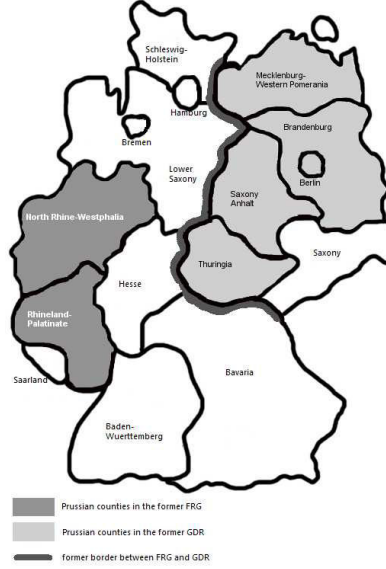 Schleswig-
Holstein
Mecklenburg-
Western Pomerania
Hamburg
Brandenburg
Bremen
Lower
Saxony
Berlin
Saxony
Anhalt
North Rhine-Westphalia
Saxony
Thuringia
Hesse
Rhineland-
Palatinate
Saarland
Bavaria
Baden-
Wuerttemberg
Prussian counties in the former FRG
Prussian counties in the former GDR
former border between FRG and GDR